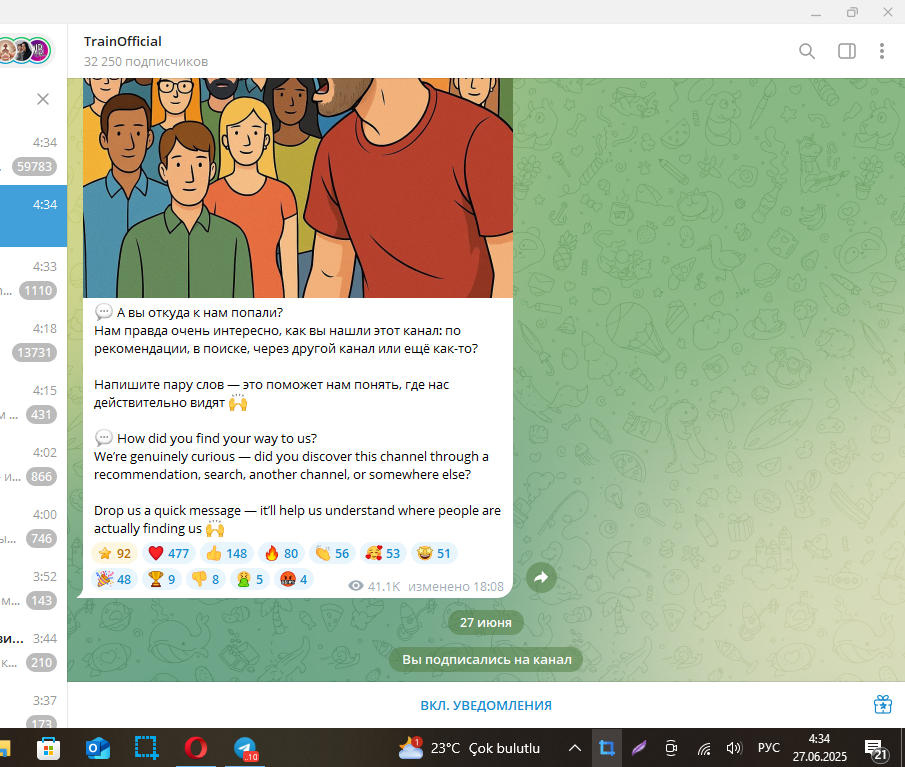 TrainOfficial
32 250 подписчиков
4:34
59783
4:34
4:33
1110
4:18
13731
4:15
431
4:02
866
4:00
746
3:52
143
3:44
210
3:37
173
💬 А вы откуда к нам попали?
Нам правда очень интересно, как вы нашли этот канал: по
рекомендации, в поиске, через другой канал или ещё как-то?
Напишите пару слов — это поможет нам понять, где нас
действительно видят 🙌
💬 How did you find your way to us?
We’re genuinely curious — did you discover this channel through a
recommendation, search, another channel, or somewhere else?
Drop us a quick message — it’ll help us understand where people are
actually finding us 🙌
⭐ 92 ❤️ 477 👍 148 🔥 80 👏 56 🥰 53 🤩 51
🎉 48 🏆 9 👎 8 🤮 5 🤬 4
41.1K изменено 18:08
27 июня
Вы подписались на канал
ВКЛ. УВЕДОМЛЕНИЯ
.10
1
23°C Çok bulutlu
РУС
4:34
27.06.2025
21